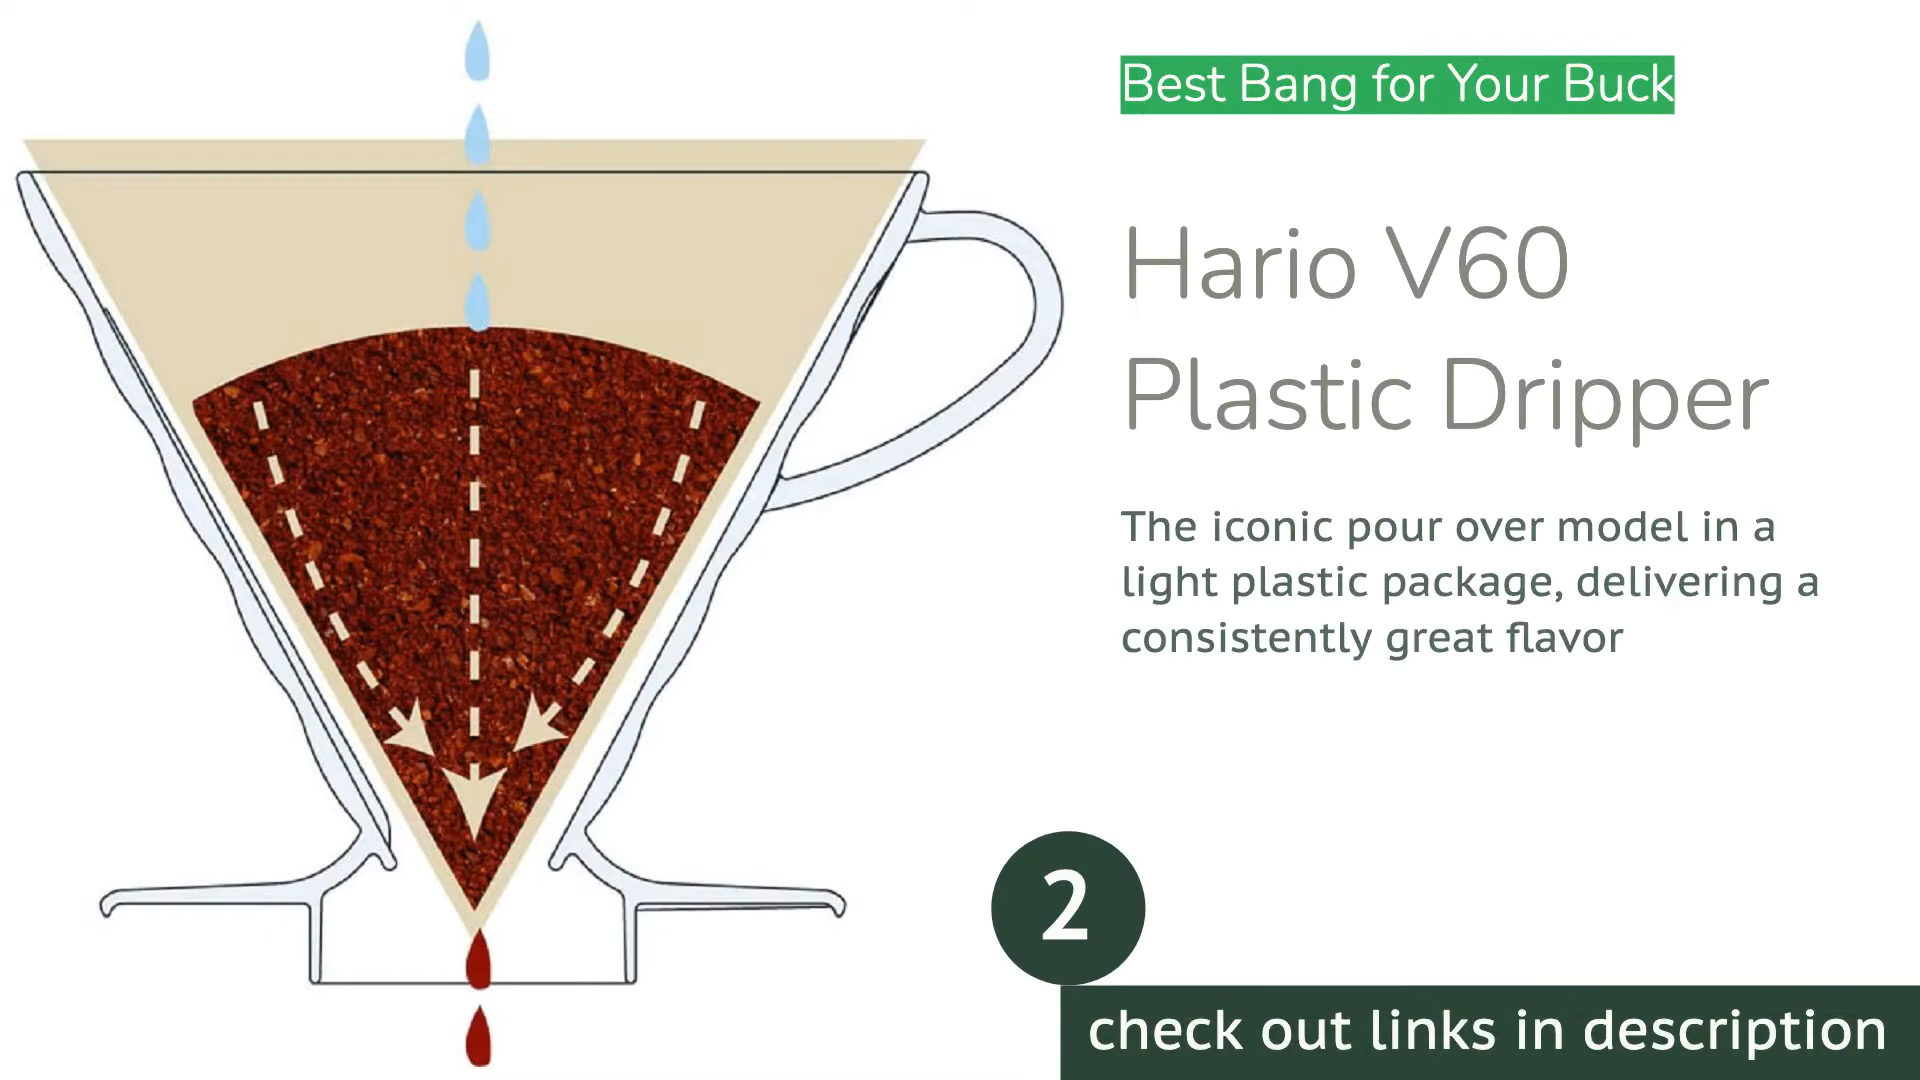 Best Bang for Your Buck
Hario V60
Plastic Dripper
The iconic pour over model in a
light plastic package, delivering a
consistently great flavor
2
check out links in description